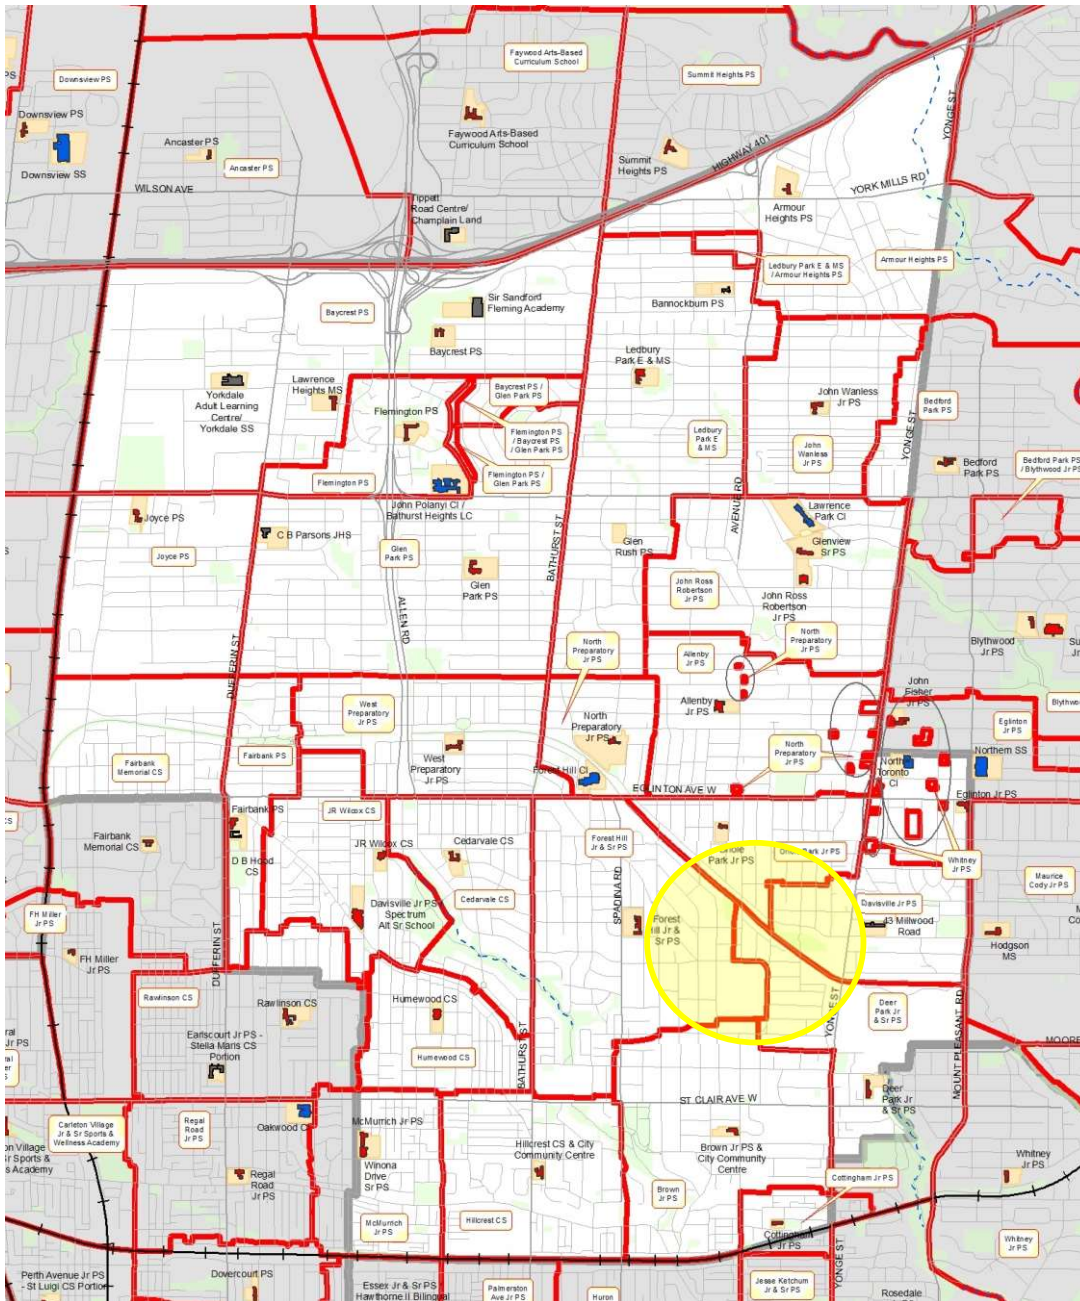 Faywood Arts-Based
Curriculum School
Downsview PS
Summit Heights PS
YONGE ST
Downsview PS
Ancaster PS
Faywood Arts-Based
Curriculum School
HIGHWAY 401
Summit
Heights PS
Downsview SS
Ancaster PS
WILSON AVE
YORK MILLS RD
Armour
Heights PS
Tippett
Road Centre/
Champlain Land
Ledbury Park E & MS
/ Armour Heights PS
Armour Heights PS
Bannockburn PS
Sir Sandford
Fleming Academy
Baycrest PS
Baycrest PS
Ledbury
Park E & MS
Yorkdale
Adult Learning
Centre/
Yorkdale SS
Lawrence
Heights MS
Baycrest PS /
Glen Park PS
John Wanless
Jr PS
Bedford
Park PS
Flemington PS
Flemington PS
/ Baycrest PS
/ Glen Park PS
Ledbury
Park E
& MS
John
Wanless
Jr PS
YONGE ST
Bedford
Park PS
Bedford Park PS
/ Blythwood Jr PS
Flemington PS
Flemington PS /
Glen Park PS
AVENUE RD
John Polanyi CI /
Bathurst Heights LC
Lawrence
Park CI
Joyce PS
C B Parsons JHS
Glen
Rush PS
Glenview
Sr PS
Joyce PS
Glen
Park PS
Glen
Park PS
BATHURST ST
John Ross
Robertson
Jr PS
John Ross
Robertson
Jr PS
ALLEN RD
DUFFERIN ST
North
Preparatory
Jr PS
Allenby
Jr PS
North
Preparatory
Jr PS
Blythwood
Jr PS
John
Fisher
Jr PS
Allenby
Jr PS
West
Preparatory
Jr PS
North
Preparatory
Jr PS
Eglinton
Jr PS
Fairbank
Memorial CS
Fairbank PS
West
Preparatory
Jr PS
Forest Hill CI
North
Preparatory
Jr PS
North
Toronto
CI
Northern SS
EGLINTON AVE W
Eglinton Jr PS
Fairbank PS
JR Wilcox CS
Fairbank
Memorial CS
JR Wilcox CS
Cedarvale CS
Forest Hill
Jr & Sr PS
Oriole
Park Jr PS
Oriole Park Jr PS
Whitney
Jr PS
D B Hood
CS
SPADINA RD
Maurice
Cody Jr PS
Davisville Jr PS /
Spectrum
Alt Sr School
Cedarvale CS
Davisville Jr PS
FH Miller
Jr PS
DUFFERIN ST
Forest
Hill Jr &
Sr PS
43 Millwood
Road
Hodgson
MS
FH Miller
Jr PS
Rawlinson CS
Rawlinson CS
Humewood CS
YONGE ST
Deer
Park Jr
& Sr PS
MOUNT PLEASANT RD
Earlscourt Jr PS -
Stella Maris CS
Portion
Humewood CS
BATHURST ST
Deer
Park Jr
& Sr PS
ST CLAIR AVE W
Carleton Village
Jr & Sr Sports &
Wellness Academy
Regal
Road
Jr PS
McMurrich Jr PS
Hillcrest CS & City
Community Centre
Brown Jr PS &
City Community
Centre
Whitney
Jr PS
Regal
Road
Jr PS
Winona
Drive
Sr PS
Brown
Jr PS
Cottingham Jr PS
McMurrich
Jr PS
Hillcrest CS
Cottingham
Jr PS
Whitney
Jr PS
YONGE ST
Perth Avenue Jr PS
- St Luigi CS Portion
Dovercourt PS
Essex Jr & Sr PS /
Hawthorne II Bilingual
Palmerston
Ave Jr PS
Huron
Jesse Ketchum
Jr & Sr PS
Rosedale